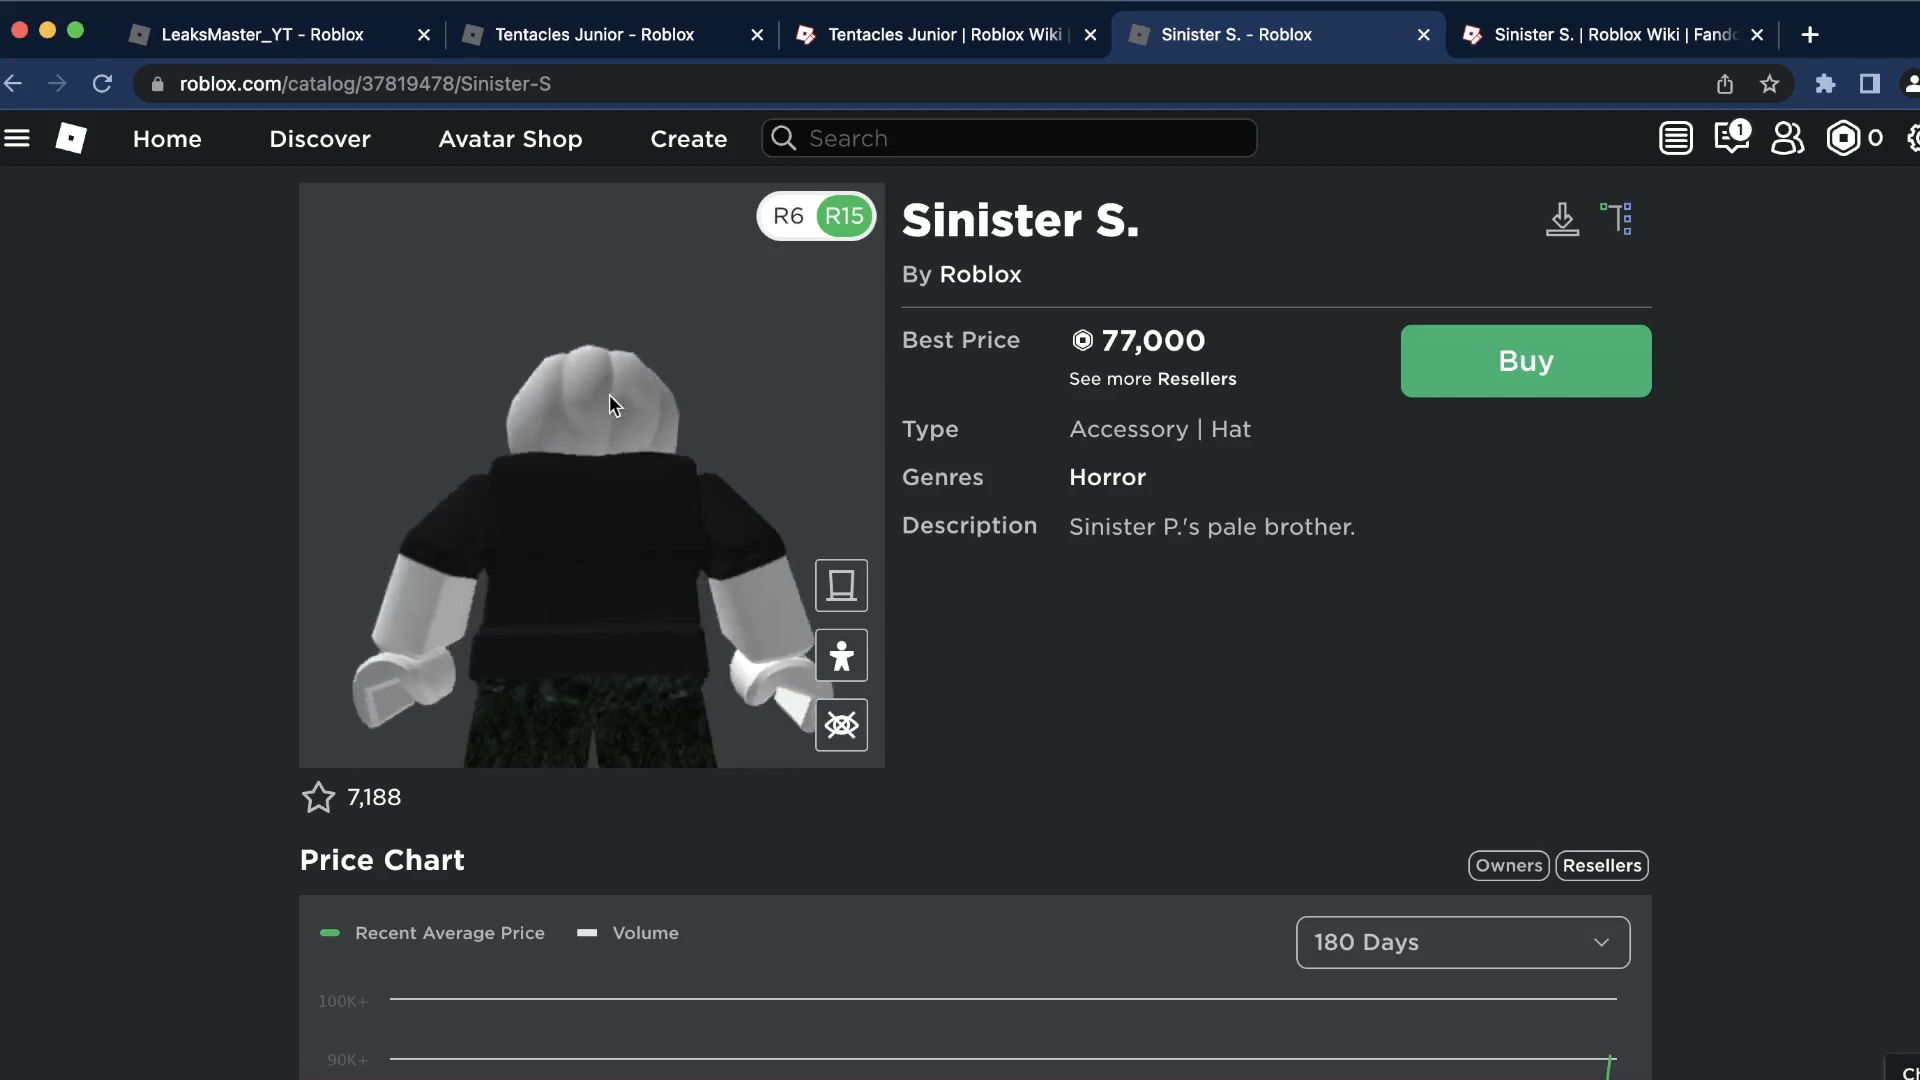 LeaksMaster_YT - Roblox
Tentacles Junior - Roblox
Tentacles Junior | Roblox Wiki |
Sinister S. - Roblox
Sinister S. | Roblox Wiki | Fando
roblox.com/catalog/37819478/Sinister-S
Home
Discover
Avatar Shop
Create
Search
1
0
R6 R15
Sinister S.
By Roblox
Best Price 77,000
See more Resellers
Buy
Type Accessory | Hat
Genres Horror
Description Sinister P.'s pale brother.
7,188
Price Chart
Owners Resellers
Recent Average Price Volume
180 Days
100K+
90K+